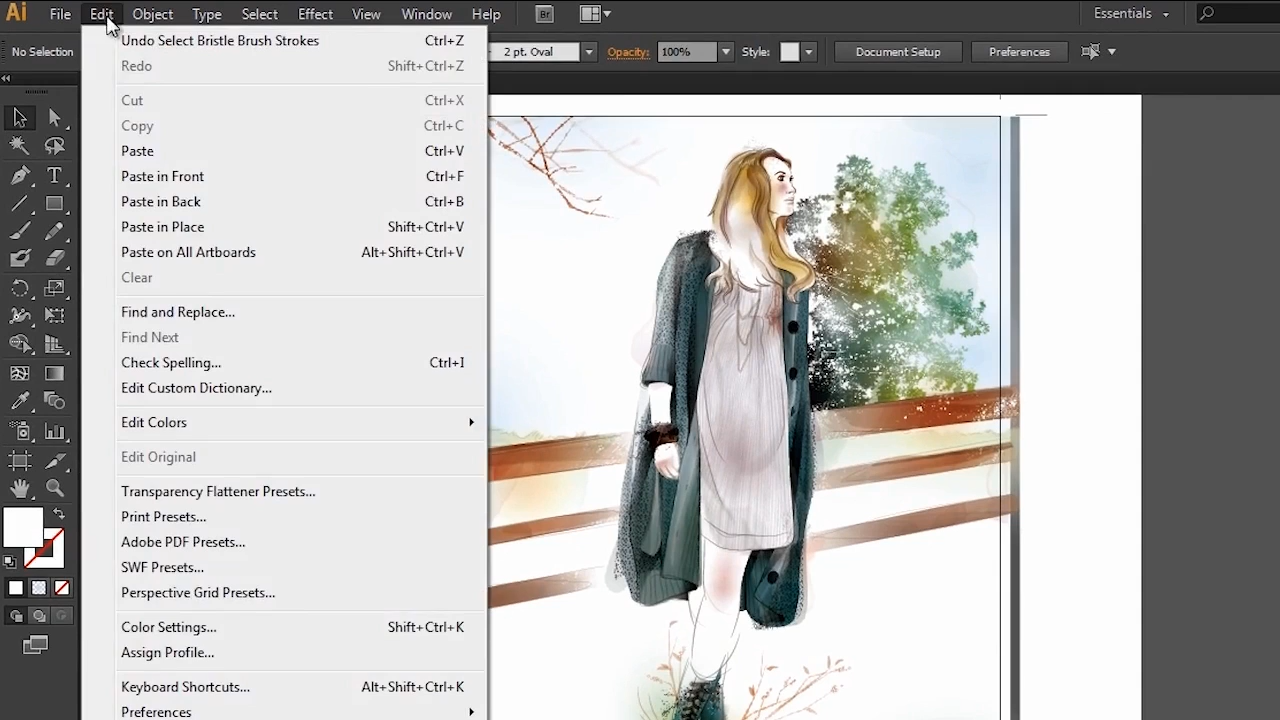 Ai File Edit Object Type Select Effect View Window Help Br Essentials
No Selection 2 pt. Oval Opacity: 100% Style: Document Setup Preferences
Undo Select Bristle Brush Strokes Ctrl+Z
Redo Shift+Ctrl+Z
Cut Ctrl+X
Copy Ctrl+C
Paste Ctrl+V
Paste in Front Ctrl+F
Paste in Back Ctrl+B
Paste in Place Shift+Ctrl+V
Paste on All Artboards Alt+Shift+Ctrl+V
Clear
Find and Replace...
Find Next
Check Spelling... Ctrl+I
Edit Custom Dictionary...
Edit Colors
Edit Original
Transparency Flattener Presets...
Print Presets...
Adobe PDF Presets...
SWF Presets...
Perspective Grid Presets...
Color Settings... Shift+Ctrl+K
Assign Profile...
Keyboard Shortcuts... Alt+Shift+Ctrl+K
Preferences